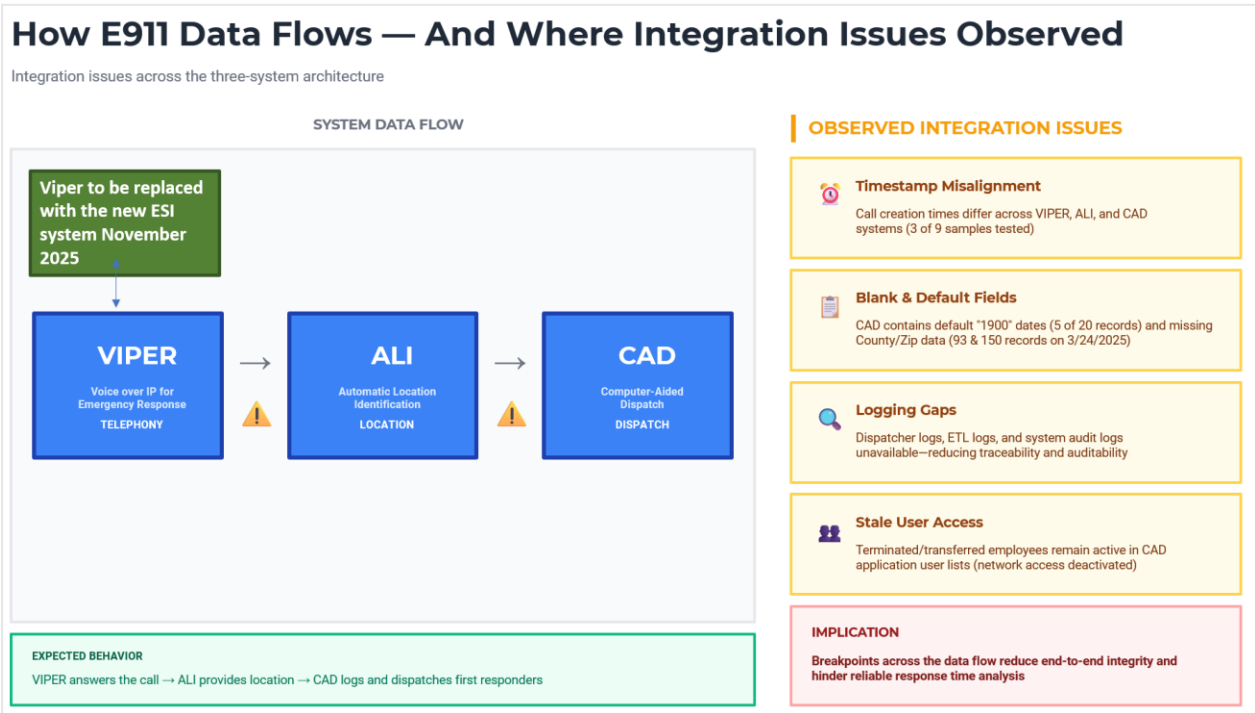 How E911 Data Flows — And Where Integration Issues Observed
Integration issues across the three-system architecture
SYSTEM DATA FLOW
Viper to be replaced
with the new ESI
system November
2025
VIPER
Voice over IP for
Emergency Response
TELEPHONY
→
ALI
Automatic Location
Identification
LOCATION
→
CAD
Computer-Aided
Dispatch
DISPATCH
EXPECTED BEHAVIOR
VIPER answers the call → ALI provides location → CAD logs and dispatches first responders
OBSERVED INTEGRATION ISSUES
Timestamp Misalignment
Call creation times differ across VIPER, ALI, and CAD
systems (3 of 9 samples tested)
Blank & Default Fields
CAD contains default "1900" dates (5 of 20 records) and missing
County/Zip data (93 & 150 records on 3/24/2025)
Logging Gaps
Dispatcher logs, ETL logs, and system audit logs
unavailable—reducing traceability and auditability
Stale User Access
Terminated/transferred employees remain active in CAD
application user lists (network access deactivated)
IMPLICATION
Breakpoints across the data flow reduce end-to-end integrity and
hinder reliable response time analysis